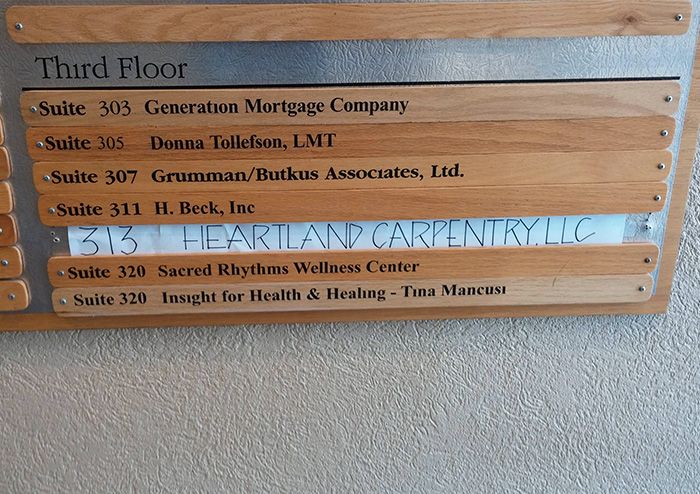 Third Floor
Suite 303 Generation Mortgage Company
Suite 305 Donna Tollefson, LMT
Suite 307 Grumman/Butkus Associates, Ltd.
Suite 311 H. Beck, Inc
313 HEARTLAND CARPENTRY, LLC
Suite 320 Sacred Rhythms Wellness Center
Suite 320 Insight for Health & Healing - Tina Mancusi